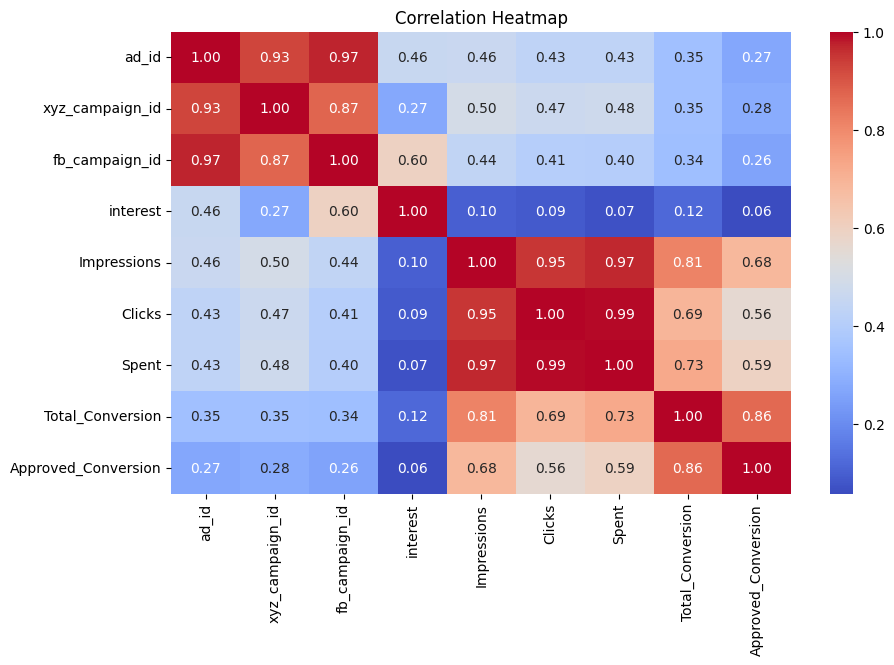 Correlation Heatmap
ad_id 1.00 0.93 0.97 0.46 0.46 0.43 0.43 0.35 0.27
xyz_campaign_id 0.93 1.00 0.87 0.27 0.50 0.47 0.48 0.35 0.28
fb_campaign_id 0.97 0.87 1.00 0.60 0.44 0.41 0.40 0.34 0.26
interest 0.46 0.27 0.60 1.00 0.10 0.09 0.07 0.12 0.06
Impressions 0.46 0.50 0.44 0.10 1.00 0.95 0.97 0.81 0.68
Clicks 0.43 0.47 0.41 0.09 0.95 1.00 0.99 0.69 0.56
Spent 0.43 0.48 0.40 0.07 0.97 0.99 1.00 0.73 0.59
Total_Conversion 0.35 0.35 0.34 0.12 0.81 0.69 0.73 1.00 0.86
Approved_Conversion 0.27 0.28 0.26 0.06 0.68 0.56 0.59 0.86 1.00
ad_id
xyz_campaign_id
fb_campaign_id
interest
Impressions
Clicks
Spent
Total_Conversion
Approved_Conversion
1.0
0.8
0.6
0.4
0.2